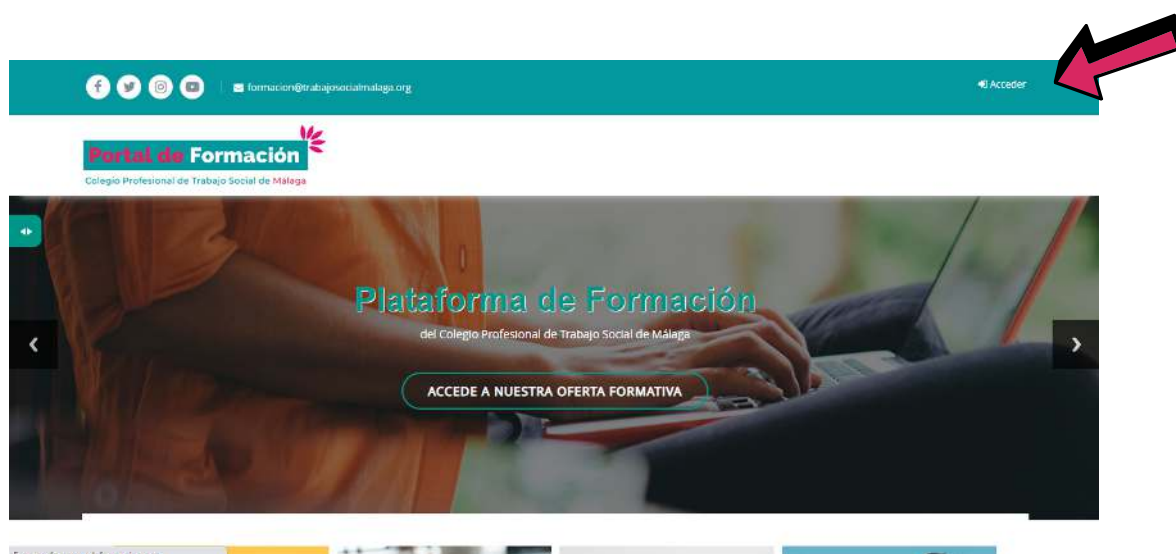 formacion@trabajosocialmalaga.org
Acceder
Portal de Formación
Colegio Profesional de Trabajo Social de Málaga
Plataforma de Formación
del Colegio Profesional de Trabajo Social de Málaga
ACCEDE A NUESTRA OFERTA FORMATIVA